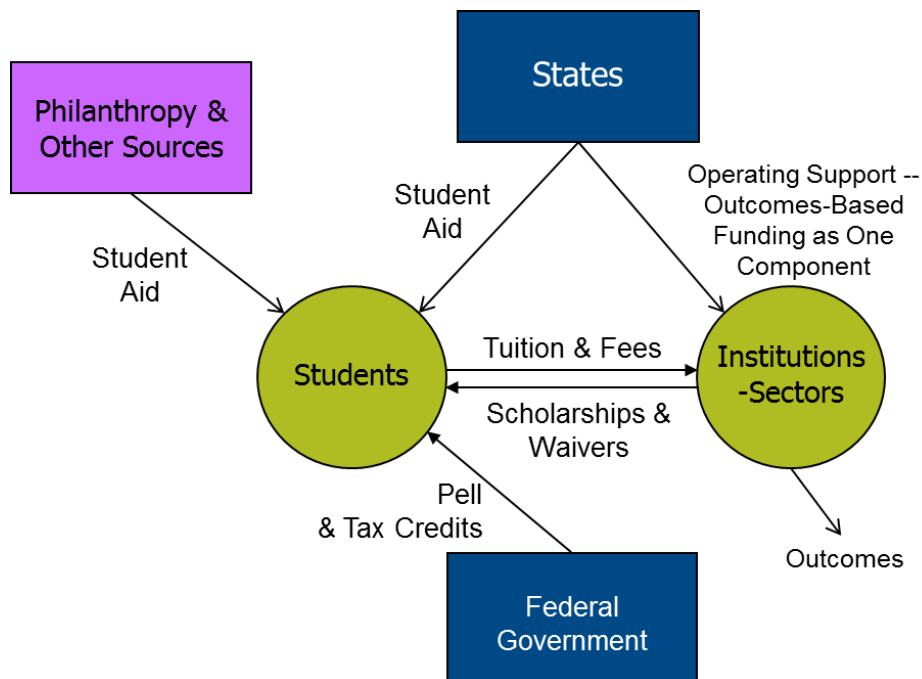 States
Philanthropy &
Other Sources
Student
Aid
Operating Support --
Outcomes-Based
Funding as One
Component
Student
Aid
Students
Tuition & Fees
Scholarships &
Waivers
Institutions
-Sectors
Pell
& Tax Credits
Outcomes
Federal
Government